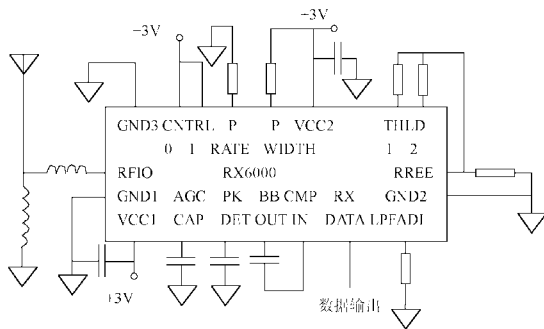 +3V
+3V
GND3 CNTRL P P VCC2 THLD
0 1 RATE WIDTH 1 2
RFIO RX6000 RREE
GND1 AGC PK BB CMP RX GND2
VCC1 CAP DET OUT IN DATA LPFADJ
+3V
数据输出